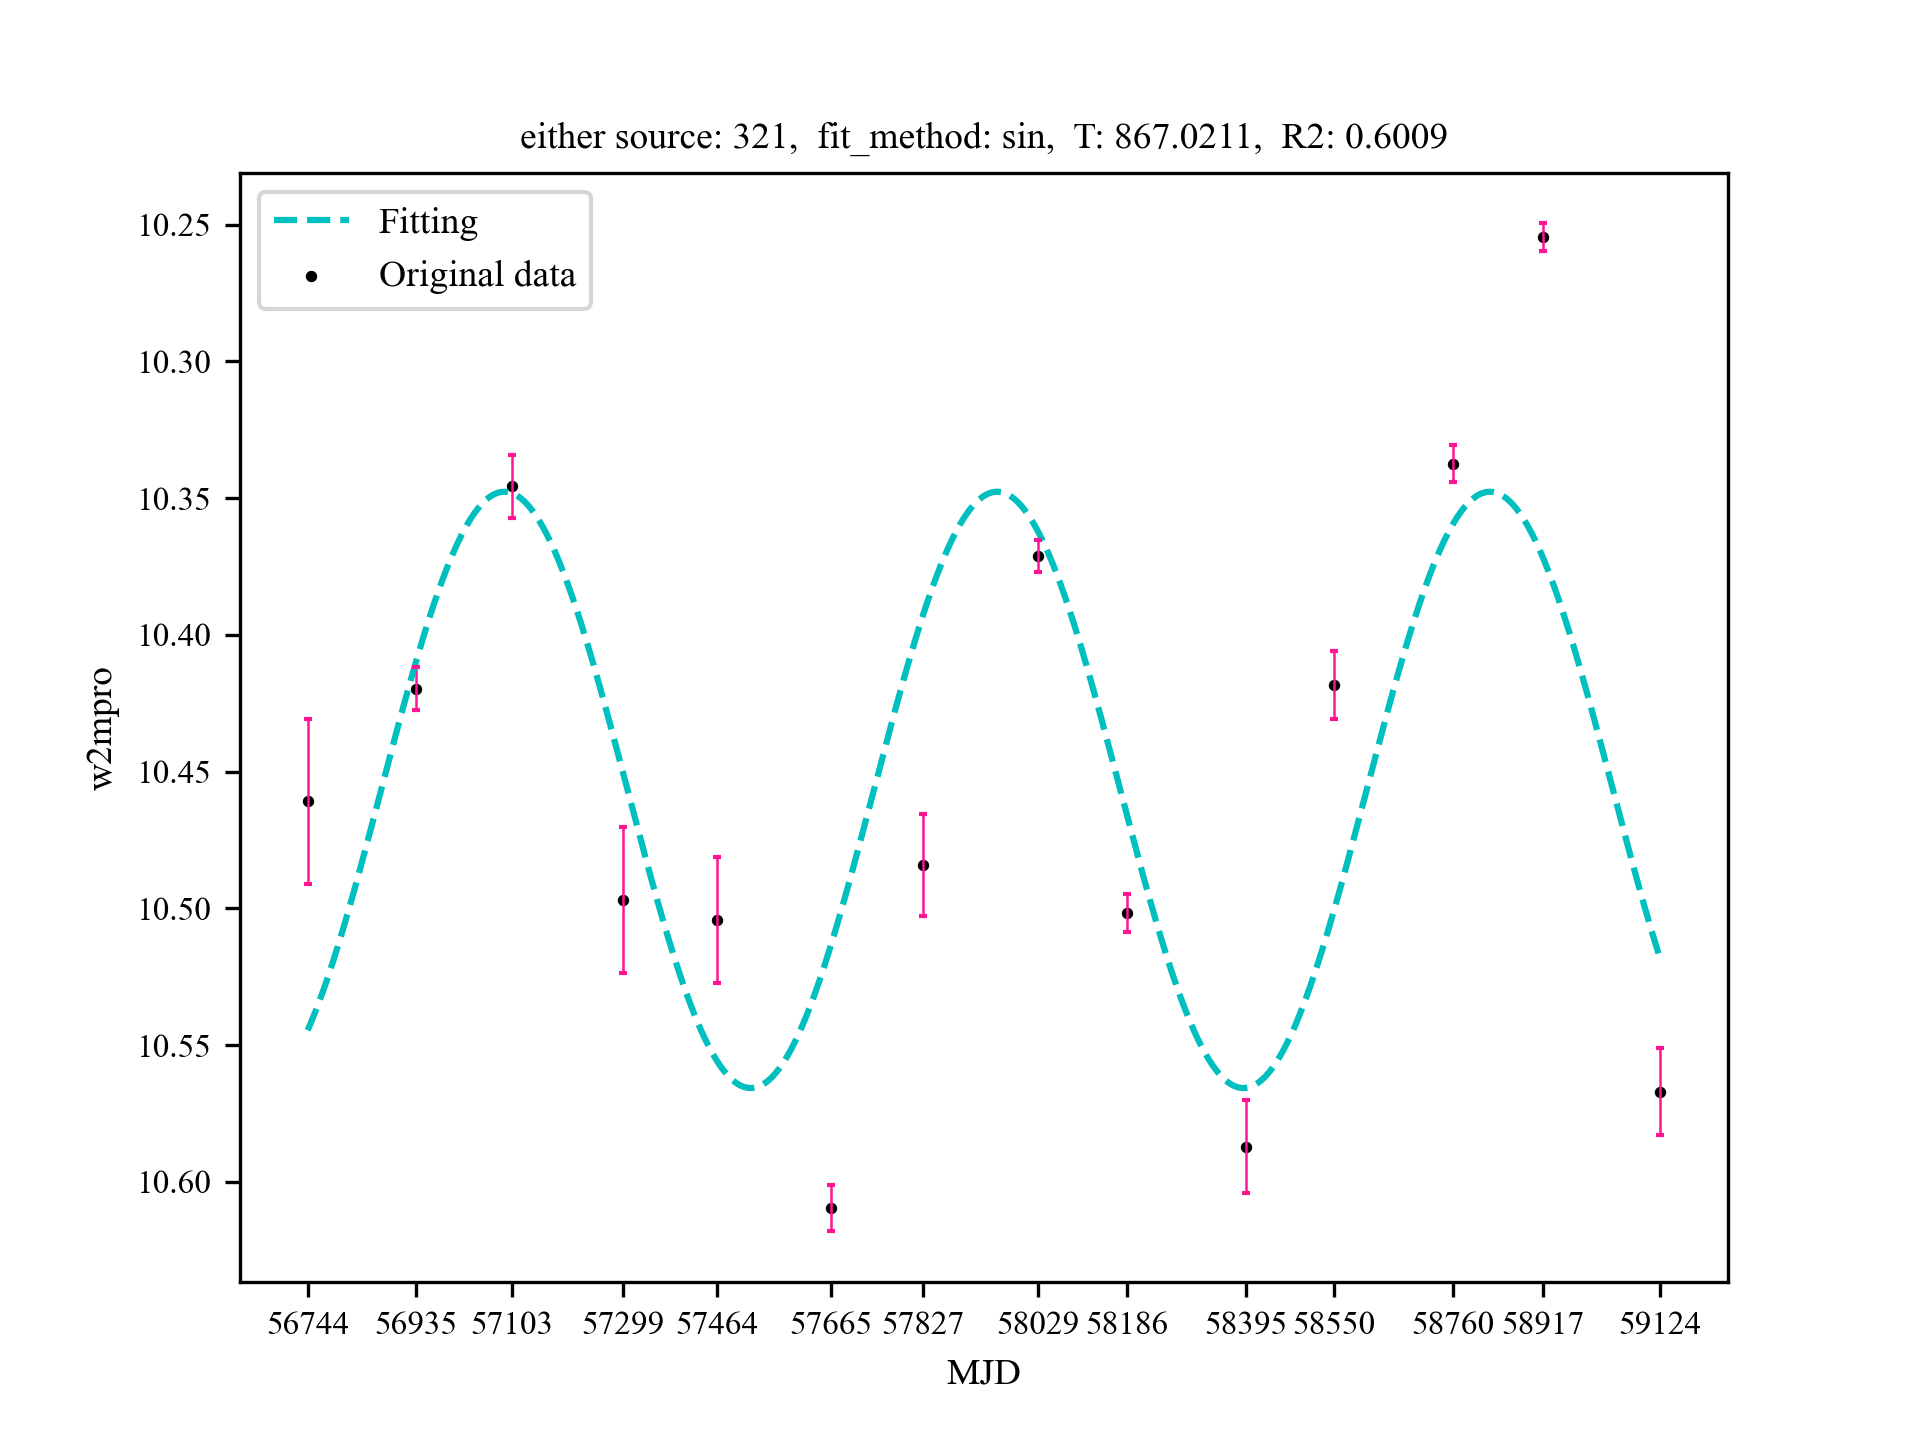 either source: 321,  fit_method: sin,  T: 867.0211,  R2: 0.6009
Fitting
Original data
10.25
10.30
10.35
10.40
10.45
10.50
10.55
10.60
w2mpro
56744 56935 57103 57299 57464 57665 57827 58029 58186 58395 58550 58760 58917 59124
MJD